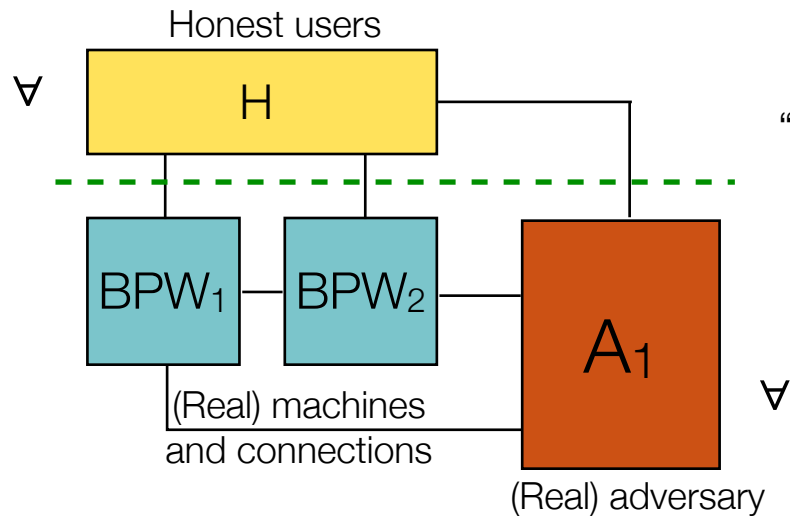 Honest users
∀
H
“
BPW₁
BPW₂
A₁
∀
(Real) machines
and connections
(Real) adversary